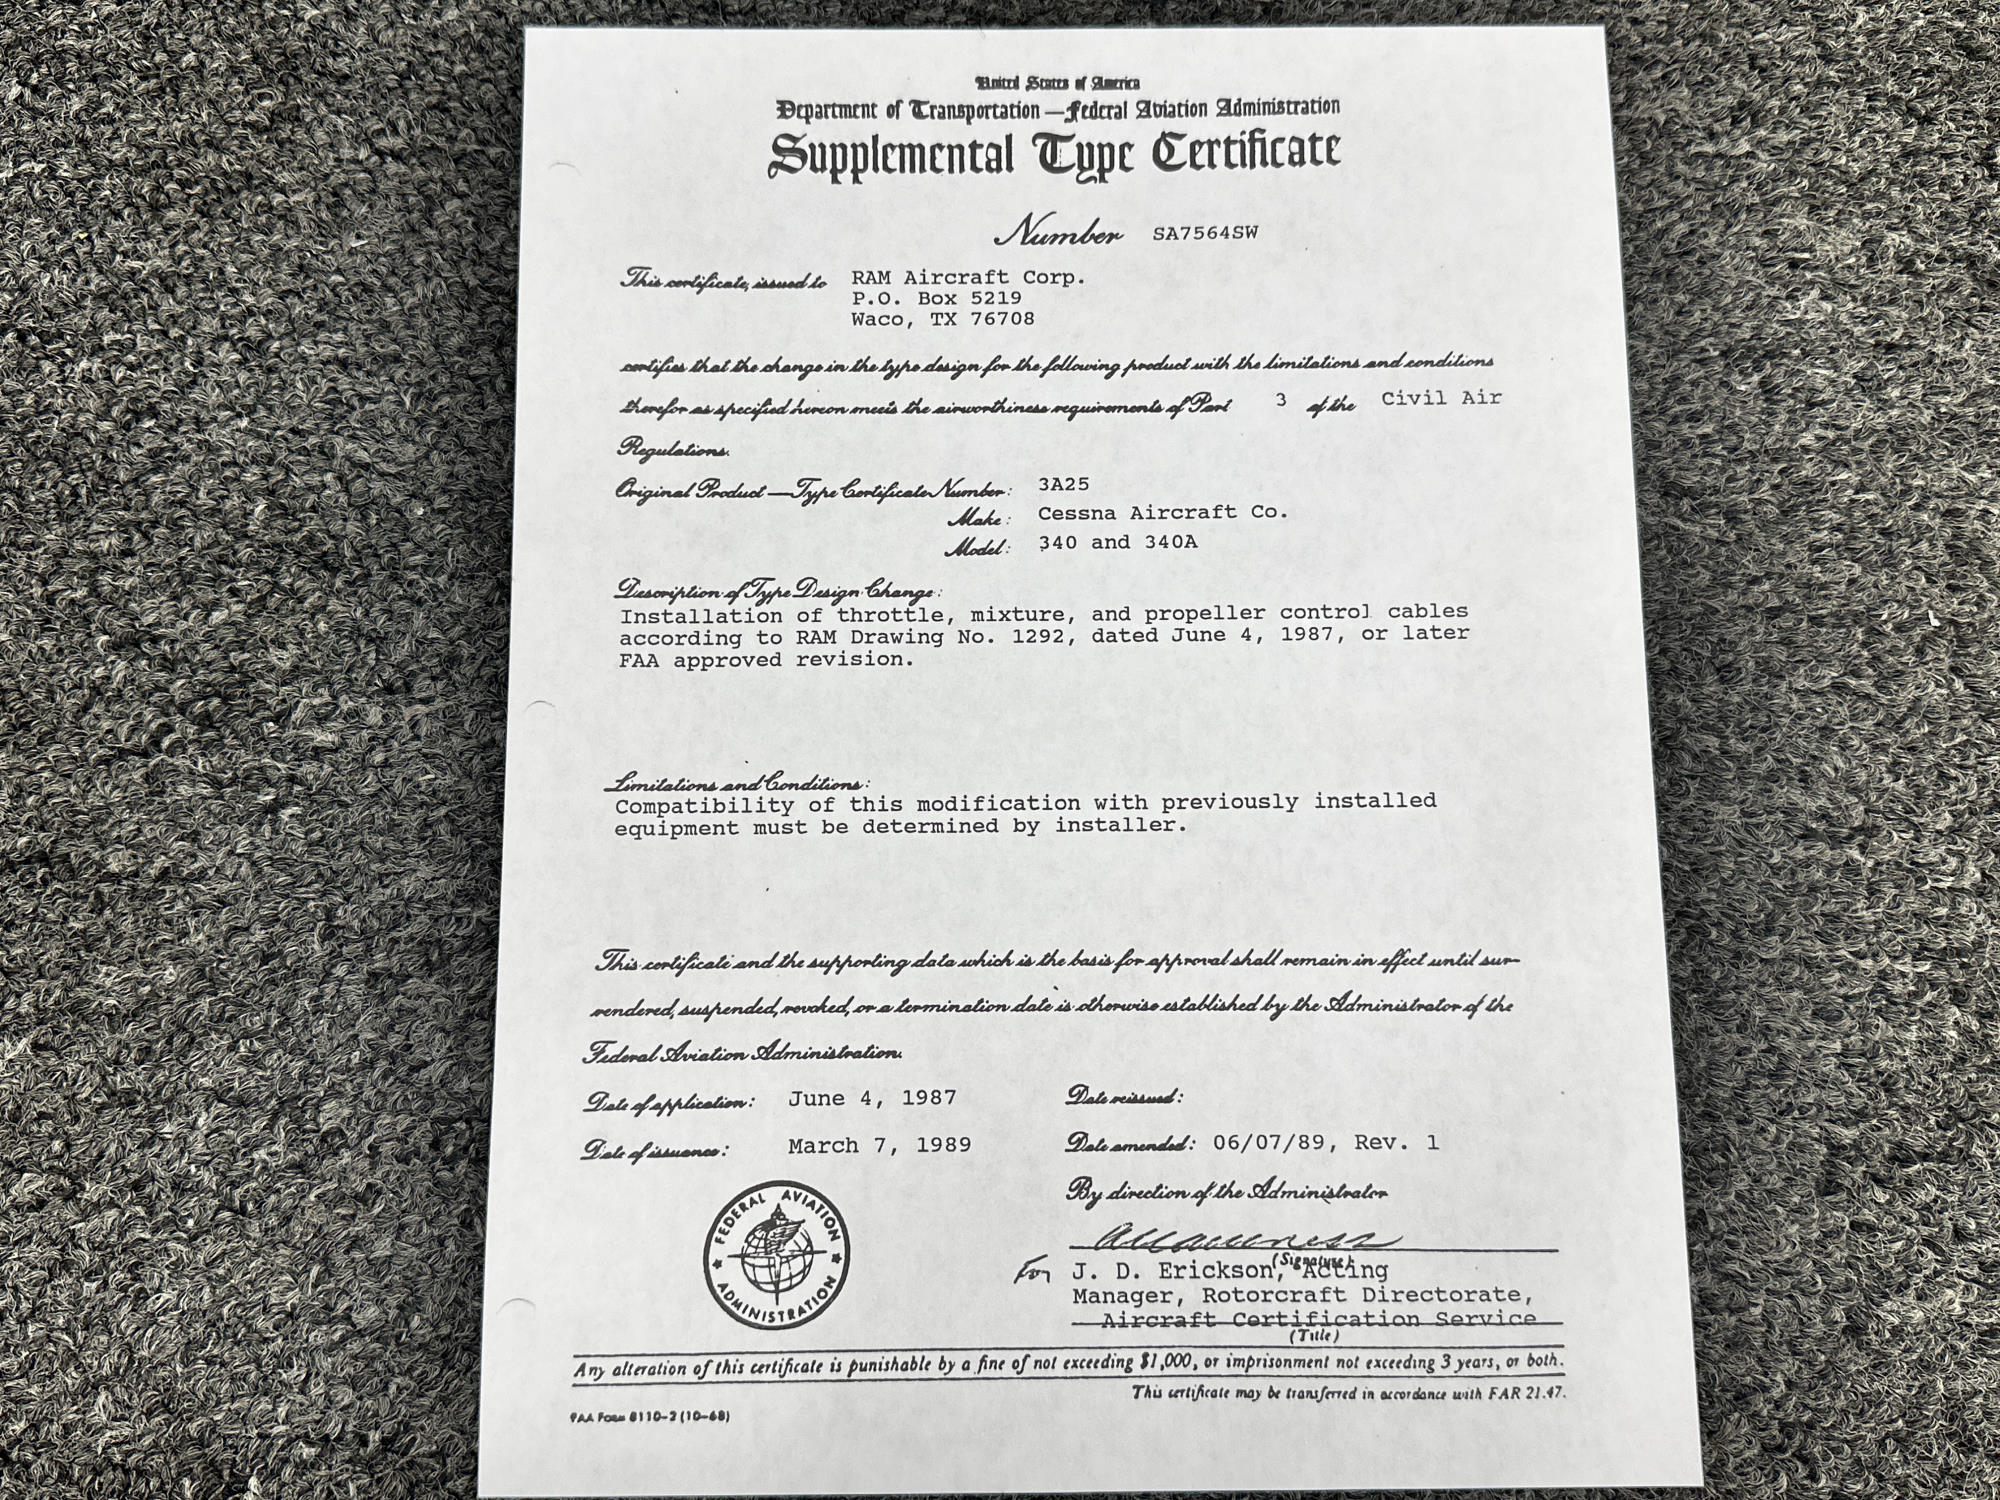 United States of America
Department of Transportation—Federal Aviation Administration
Supplemental Type Certificate
Number SA7564SW
This certificate, issued to RAM Aircraft Corp.
P.O. Box 5219
Waco, TX 76708
certifies that the change in the type design for the following product with the limitations and conditions
therefor as specified hereon meets the airworthiness requirements of Part 3 of the Civil Air
Regulations.
Original Product—Type Certificate Number: 3A25
Make: Cessna Aircraft Co.
Model: 340 and 340A
Description of Type Design Change:
Installation of throttle, mixture, and propeller control cables
according to RAM Drawing No. 1292, dated June 4, 1987, or later
FAA approved revision.
Limitations and Conditions:
Compatibility of this modification with previously installed
equipment must be determined by installer.
This certificate and the supporting data which is the basis for approval shall remain in effect until sur-
rendered, suspended, revoked, or a termination date is otherwise established by the Administrator of the
Federal Aviation Administration.
Date of application: June 4, 1987 Date reissued:
Date of issuance: March 7, 1989 Date amended: 06/07/89, Rev. 1
FEDERAL AVIATION ADMINISTRATION
By direction of the Administrator
(Signature)
For J. D. Erickson, Acting
Manager, Rotorcraft Directorate,
Aircraft Certification Service
(Title)
Any alteration of this certificate is punishable by a fine of not exceeding $1,000, or imprisonment not exceeding 3 years, or both.
This certificate may be transferred in accordance with FAR 21.47.
FAA Form 8110-2 (10-68)